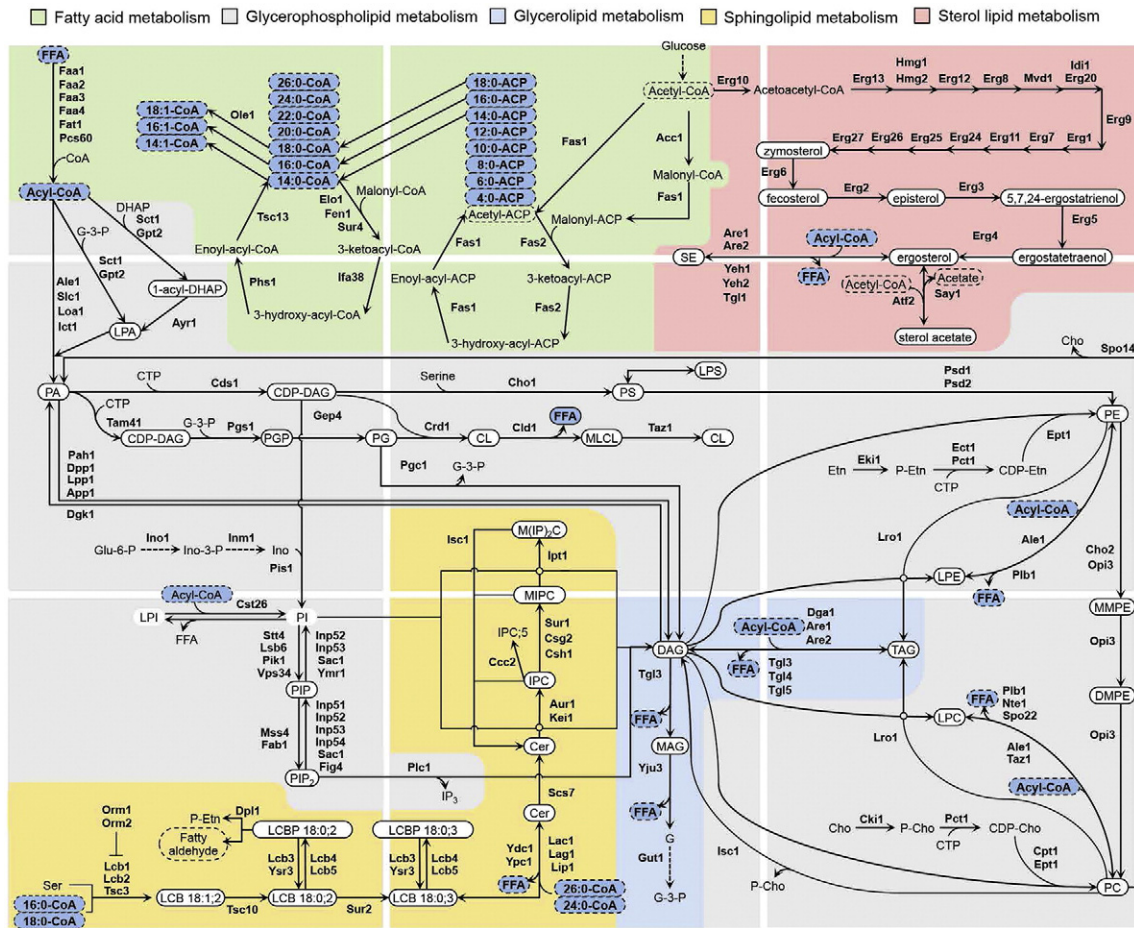 Fatty acid metabolism
Glycerophospholipid metabolism
Glycerolipid metabolism
Sphingolipid metabolism
Sterol lipid metabolism
FFA
Faa1
Faa2
Faa3
Faa4
Fat1
Pcs60
CoA
Acyl-CoA
18:1-CoA
16:1-CoA
14:1-CoA
Ole1
26:0-CoA
24:0-CoA
22:0-CoA
20:0-CoA
18:0-CoA
16:0-CoA
14:0-CoA
Malonyl-CoA
Elo1
Fen1
Sur4
Tsc13
Enoyl-acyl-CoA
3-ketoacyl-CoA
Phs1
Ifa38
3-hydroxy-acyl-CoA
18:0-ACP
16:0-ACP
14:0-ACP
12:0-ACP
10:0-ACP
8:0-ACP
6:0-ACP
4:0-ACP
Acetyl-ACP
Fas1
Fas1
Fas2
Enoyl-ACP
3-ketoacyl-ACP
Fas1
Fas2
3-hydroxy-acyl-ACP
Glucose
Acetyl-CoA
Acc1
Malonyl-CoA
Fas1
Malonyl-ACP
Erg10
Acetoacetyl-CoA
Erg13
Hmg1
Hmg2
Erg12
Erg8
Mvd1
Idi1
Erg20
Erg9
Erg27
Erg26
Erg25
Erg24
Erg11
Erg7
Erg1
zymosterol
Erg6
fecosterol
Erg2
episterol
Erg3
5,7,24-ergostatrienol
Erg5
ergostatetraenol
Erg4
ergosterol
Are1
Are2
Acyl-CoA
SE
FFA
Yeh1
Yeh2
Tgl1
Acetyl-CoA
Acetate
Atf2
Say1
sterol acetate
DHAP
Sct1
Gpt2
G-3-P
Sct1
Gpt2
1-acyl-DHAP
Ale1
Slc1
Loa1
Ict1
Ayr1
LPA
Cho
Spo14
PA
CTP
Cds1
CDP-DAG
Serine
Cho1
PS
LPS
Psd1
Psd2
PE
CTP
Tam41
CDP-DAG
G-3-P
Pgs1
PGP
Gep4
PG
Crd1
CL
Cld1
FFA
MLCL
Taz1
CL
Pgc1
G-3-P
Pah1
Dpp1
Lpp1
App1
Dgk1
Etn
Eki1
P-Etn
Ect1
Pct1
CTP
CDP-Etn
Ept1
Acyl-CoA
Lro1
Ale1
LPE
Plb1
FFA
Cho2
Opi3
MMPE
Opi3
DMPE
Opi3
Glu-6-P
Ino1
Ino-3-P
Inm1
Ino
Pis1
Acyl-CoA
LPI
Cst26
PI
FFA
Stt4
Lsb6
Pik1
Vps34
Inp52
Inp53
Sac1
Ymr1
PIP
Mss4
Fab1
Inp51
Inp52
Inp53
Inp54
Sac1
Fig4
PIP2
Plc1
IP3
Isc1
M(IP)2C
Ipt1
MIPC
Sur1
Csg2
Csh1
IPC;5
Ccc2
IPC
Aur1
Kei1
Cer
Scs7
Cer
DAG
Acyl-CoA
Dga1
Are1
Are2
TAG
FFA
Tgl3
Tgl4
Tgl5
Tgl3
FFA
MAG
Yju3
FFA
G
Gut1
G-3-P
LPC
FFA
Plb1
Nte1
Spo22
Lro1
Ale1
Taz1
Acyl-CoA
Cho
Cki1
P-Cho
Pct1
CTP
CDP-Cho
Cpt1
Ept1
Isc1
P-Cho
PC
Orm1
Orm2
P-Etn
Dpl1
Fatty
aldehyde
LCBP 18:0;2
LCBP 18:0;3
Lcb1
Lcb2
Tsc3
Lcb3
Ysr3
Lcb4
Lcb5
Lcb3
Ysr3
Lcb4
Lcb5
Ydc1
Ypc1
Lac1
Lag1
Lip1
Ser
16:0-CoA
18:0-CoA
LCB 18:1;2
Tsc10
LCB 18:0;2
Sur2
LCB 18:0;3
FFA
26:0-CoA
24:0-CoA